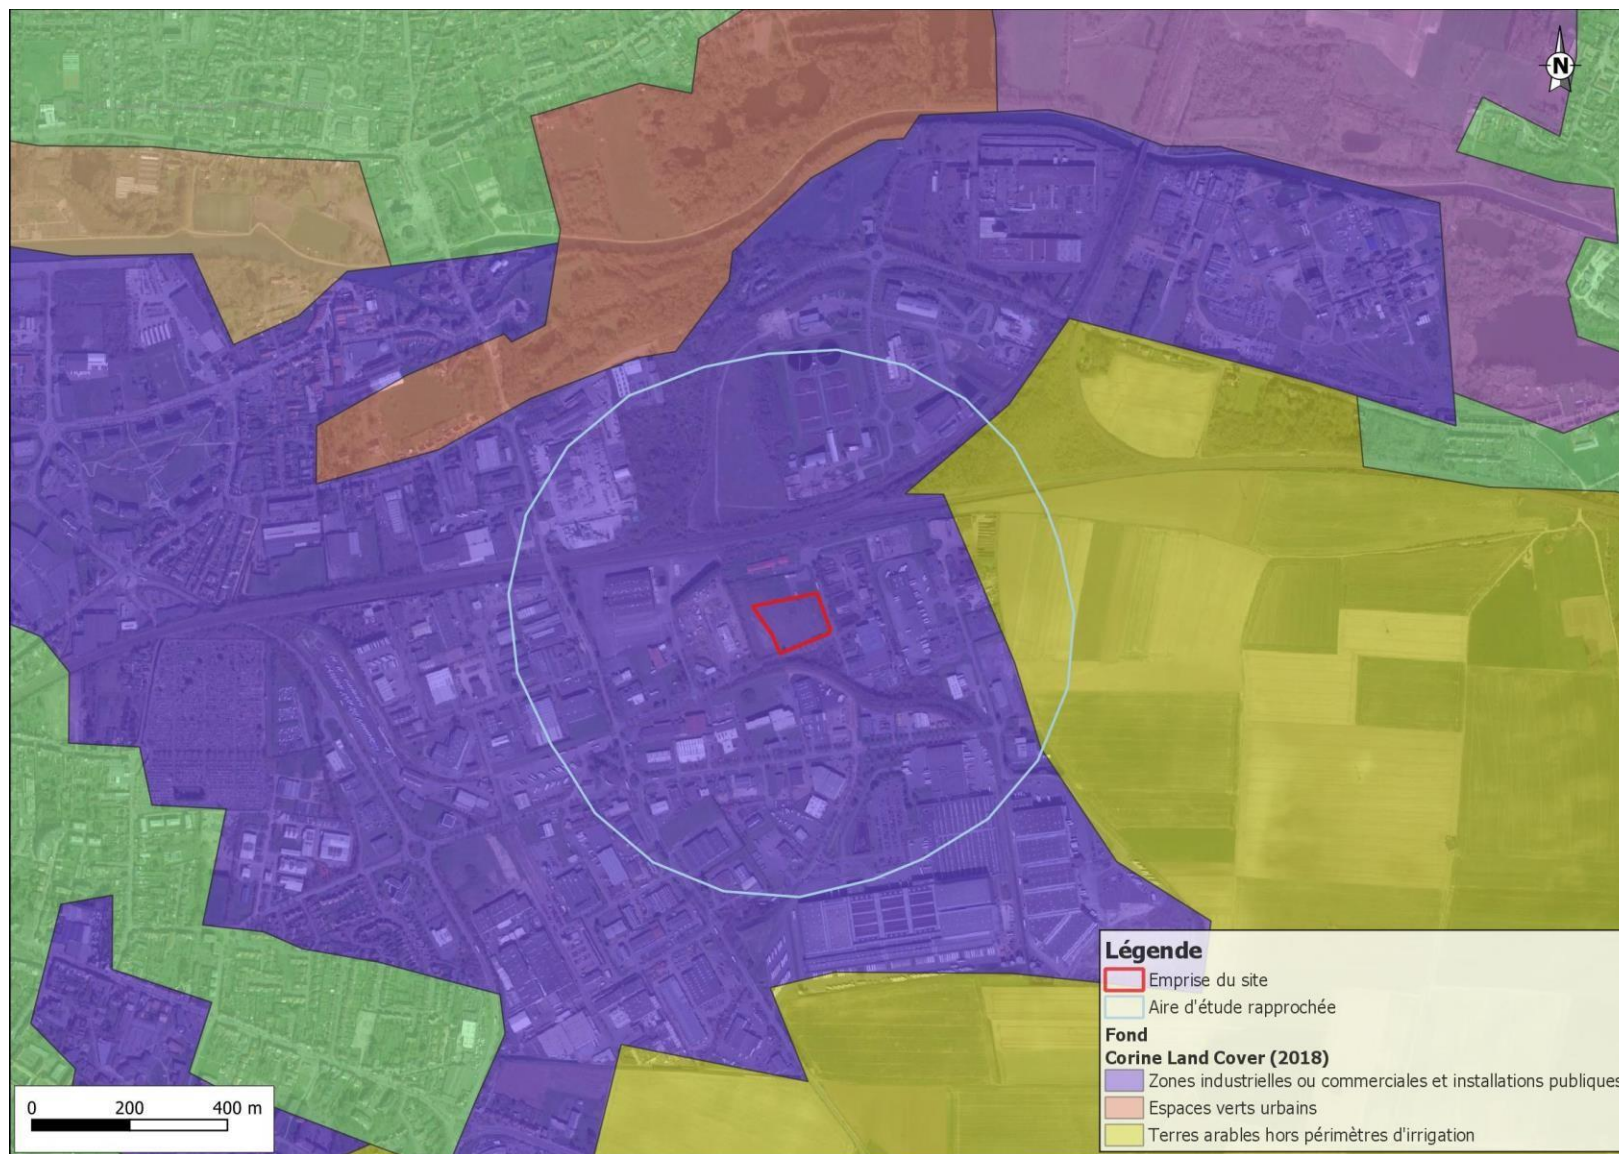 N
Légende
Emprise du site
Aire d'étude rapprochée
Fond
Corine Land Cover (2018)
Zones industrielles ou commerciales et installations publiques
Espaces verts urbains
Terres arables hors périmètres d'irrigation
0 200 400 m